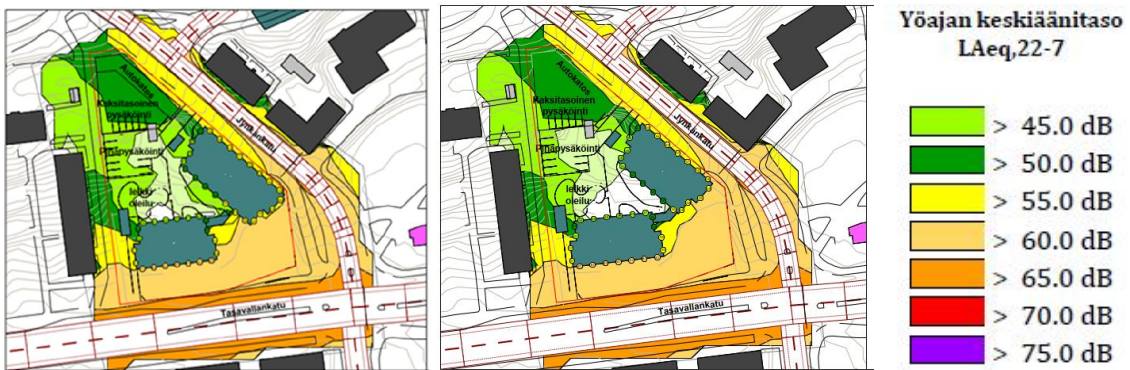 Autokatos
Kaksitasoinen
pysäköinti
Pihapysäköinti
leikki
oleilu
Jynkänkatu
Tasavallankatu
Autokatos
Kaksitasoinen
pysäköinti
Pihapysäköinti
leikki
oleilu
Jynkänkatu
Tasavallankatu
Yöajan keskiäänitaso
LAeq,22-7
> 45.0 dB
> 50.0 dB
> 55.0 dB
> 60.0 dB
> 65.0 dB
> 70.0 dB
> 75.0 dB